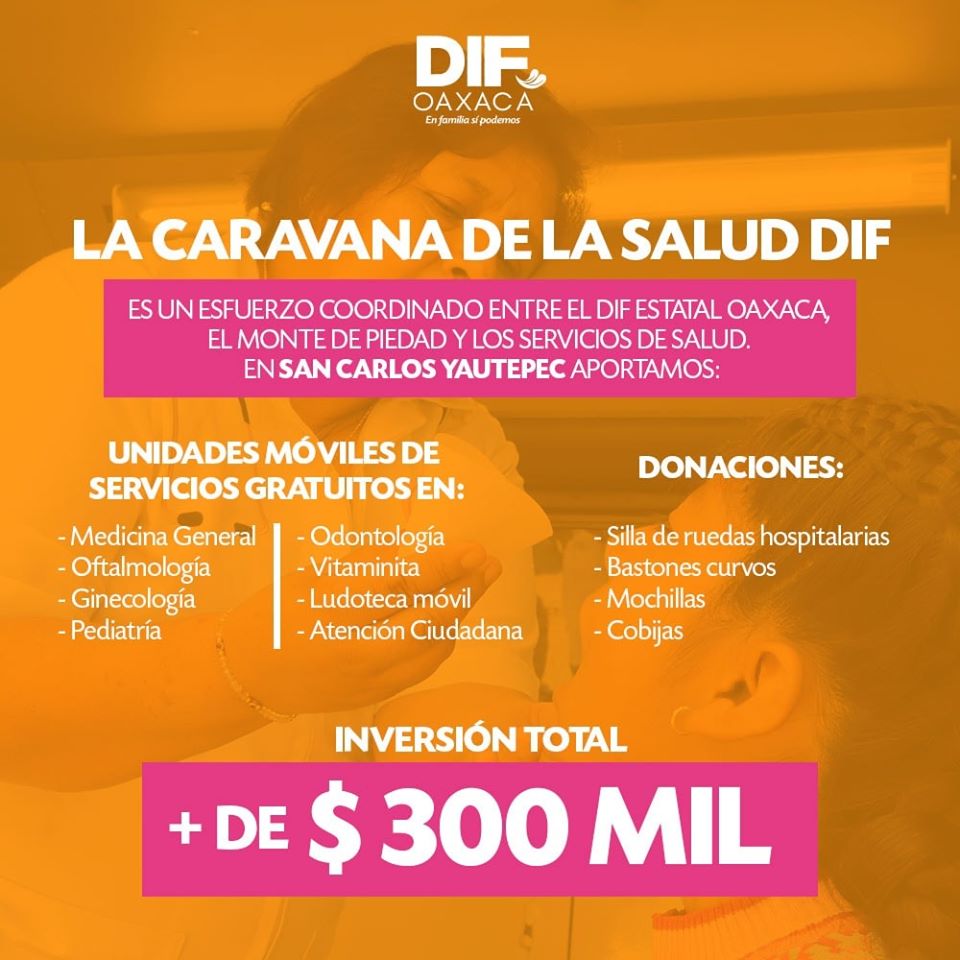 DIF
OAXACA
En familia sí podemos
LA CARAVANA DE LA SALUD DIF
ES UN ESFUERZO COORDINADO ENTRE EL DIF ESTATAL OAXACA,
EL MONTE DE PIEDAD Y LOS SERVICIOS DE SALUD.
EN SAN CARLOS YAUTEPEC APORTAMOS:
UNIDADES MÓVILES DE
SERVICIOS GRATUITOS EN:
- Medicina General
- Oftalmología
- Ginecología
- Pediatría
- Odontología
- Vitaminita
- Ludoteca móvil
- Atención Ciudadana
DONACIONES:
- Silla de ruedas hospitalarias
- Bastones curvos
- Mochillas
- Cobijas
INVERSIÓN TOTAL
+ DE $ 300 MIL